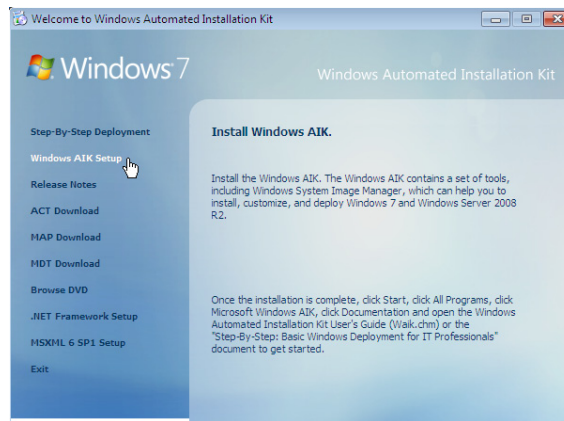 Welcome to Windows Automated Installation Kit
Windows 7
Windows Automated Installation Kit
Step-By-Step Deployment
Windows AIK Setup
Release Notes
ACT Download
MAP Download
MDT Download
Browse DVD
.NET Framework Setup
MSXML 6 SP1 Setup
Exit
Install Windows AIK.
Install the Windows AIK. The Windows AIK contains a set of tools,
including Windows System Image Manager, which can help you to
install, customize, and deploy Windows 7 and Windows Server 2008
R2.
Once the installation is complete, click Start, click All Programs, click
Microsoft Windows AIK, click Documentation and open the Windows
Automated Installation Kit User's Guide (Waik.chm) or the
"Step-By-Step: Basic Windows Deployment for IT Professionals"
document to get started.